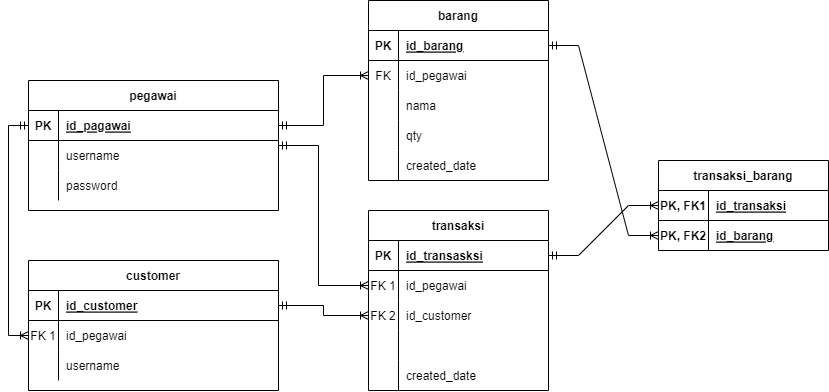 barang
PK id_barang
FK id_pegawai
nama
qty
created_date
pegawai
PK id_pagawai
username
password
transaksi_barang
PK, FK1 id_transaksi
PK, FK2 id_barang
transaksi
PK id_transasksi
FK 1 id_pegawai
FK 2 id_customer
created_date
customer
PK id_customer
FK 1 id_pegawai
username